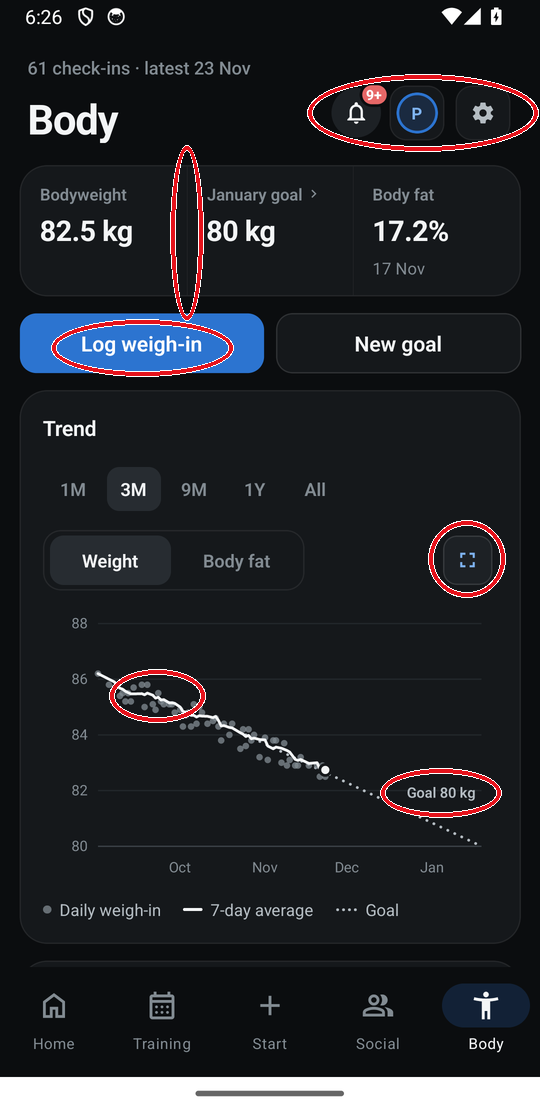 6:26
61 check-ins · latest 23 Nov
Body
9+
P
Bodyweight
82.5 kg
January goal
80 kg
Body fat
17.2%
17 Nov
Log weigh-in
New goal
Trend
1M 3M 9M 1Y All
Weight Body fat
88
86
84
82
80
Goal 80 kg
Oct Nov Dec Jan
Daily weigh-in 7-day average Goal
Home Training Start Social Body